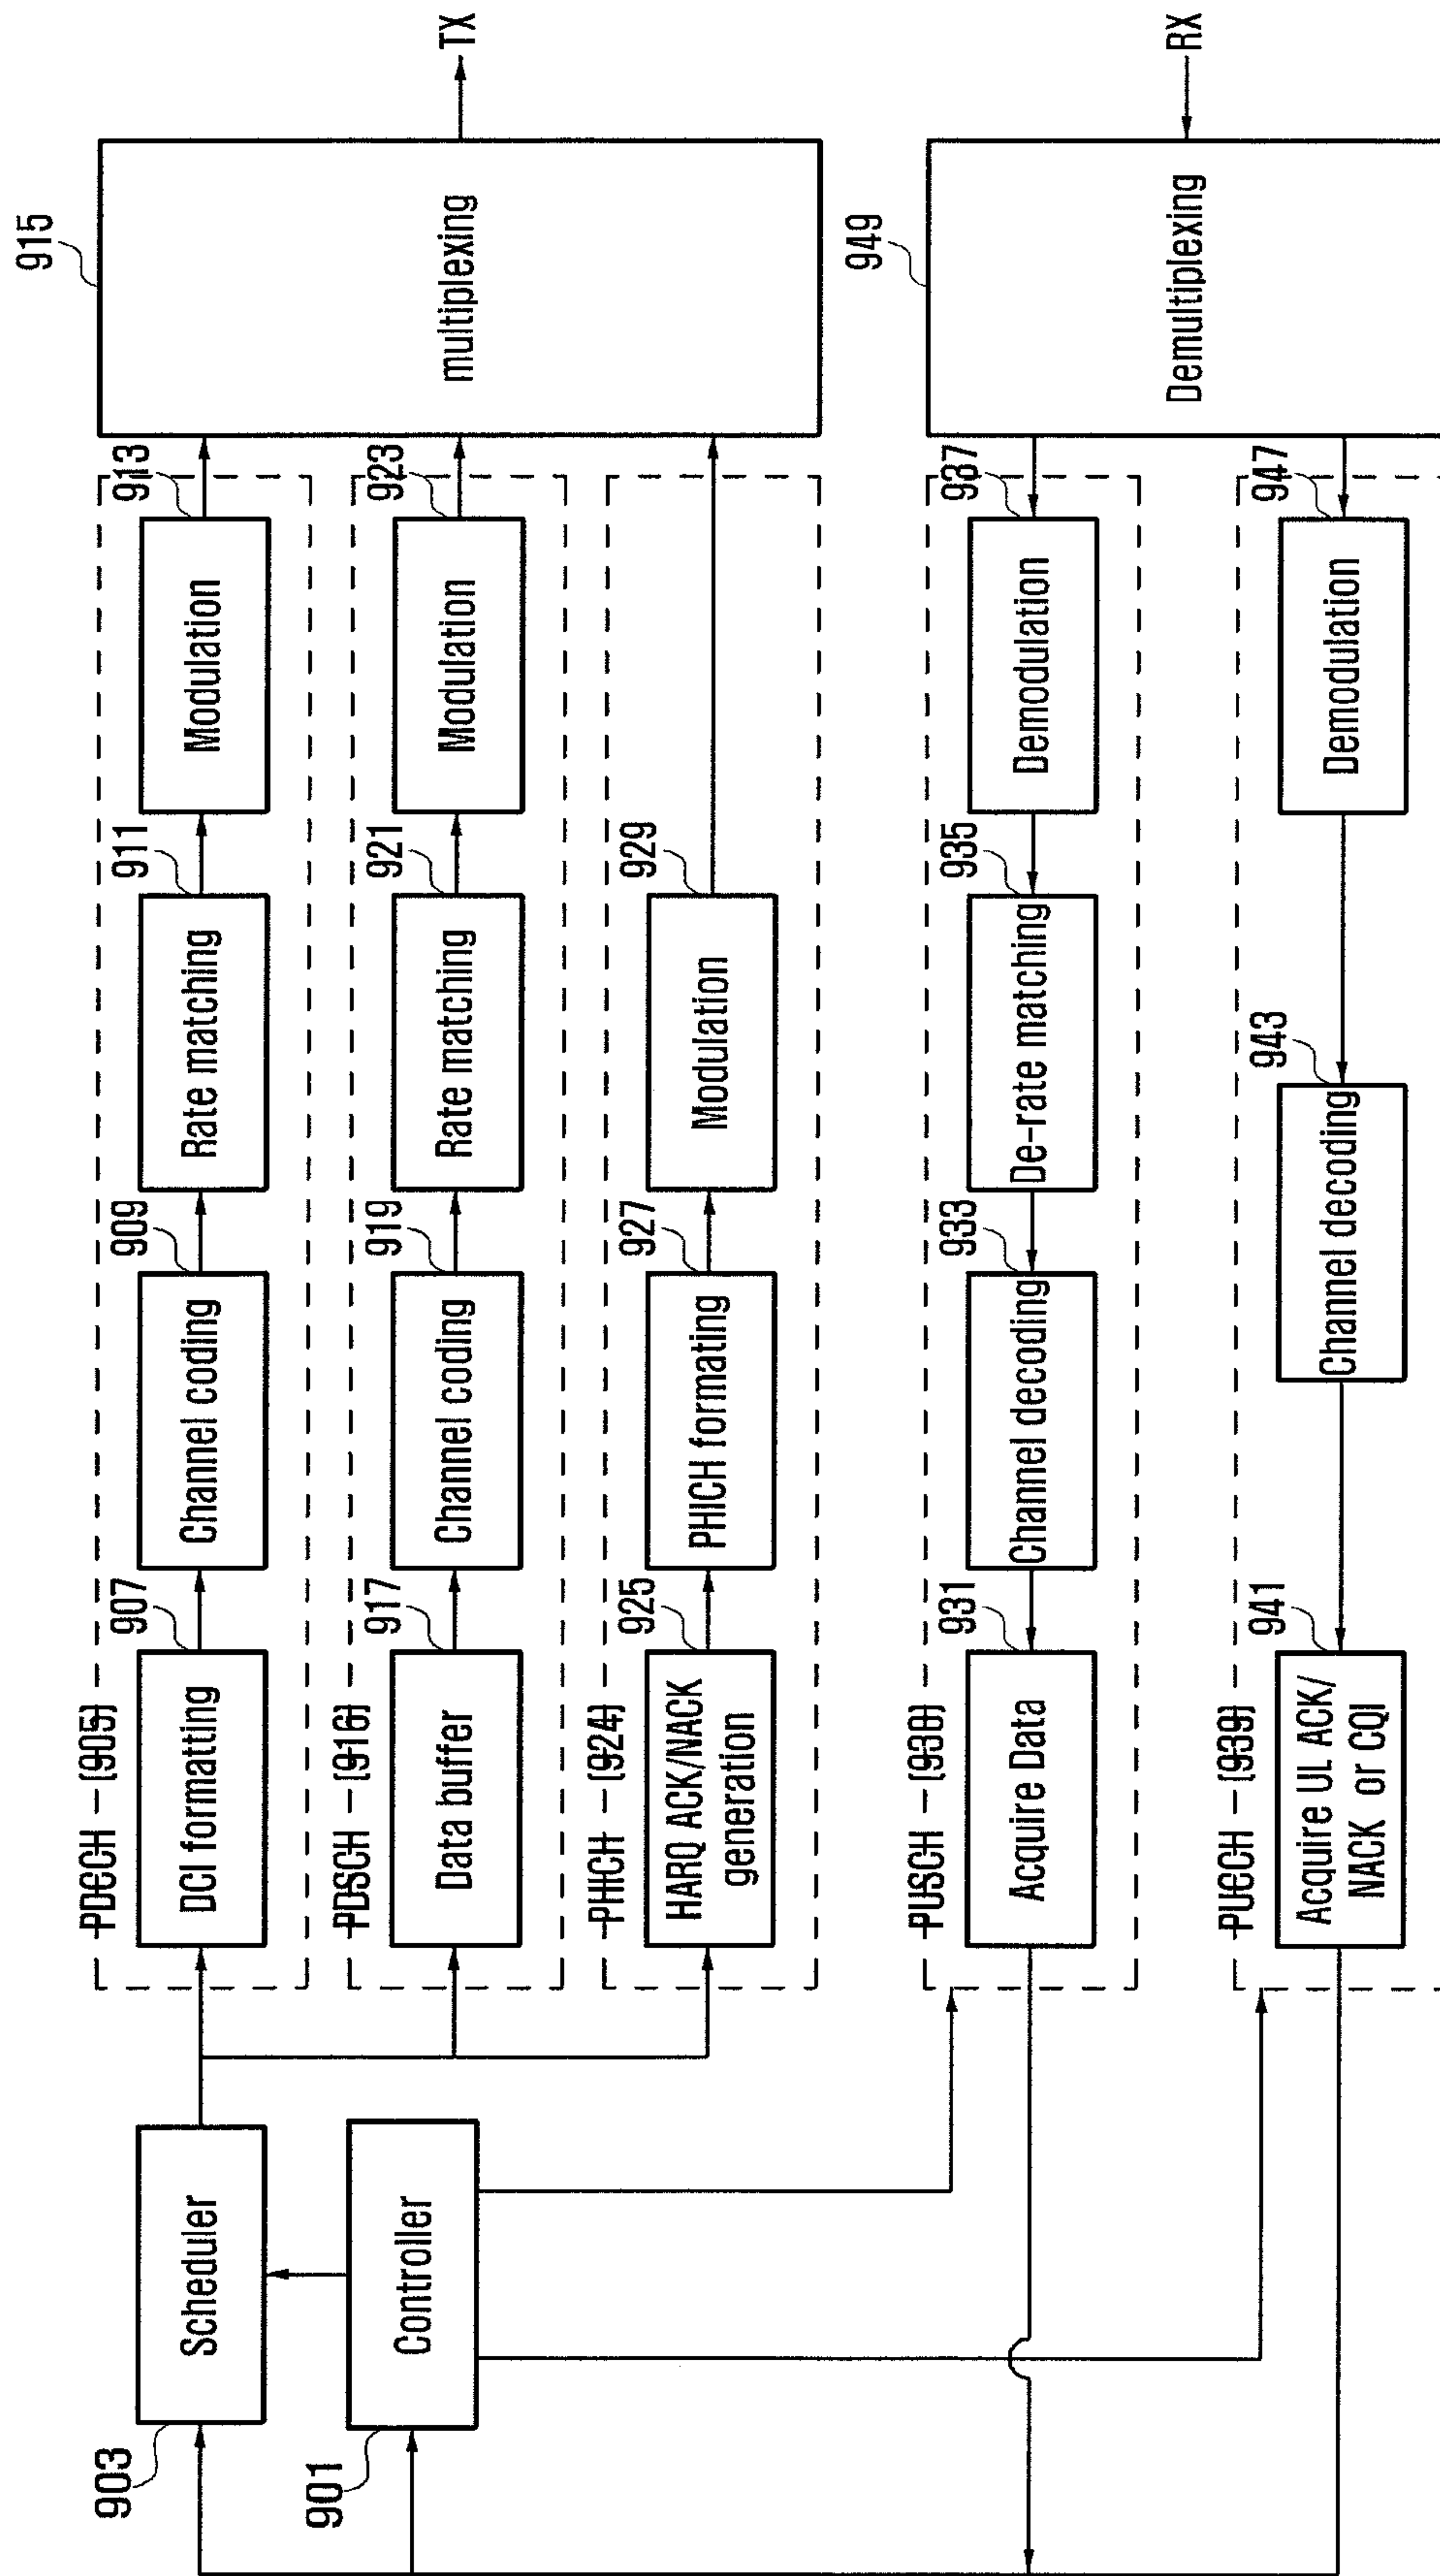 903
Scheduler
901
Controller
PDCCH (905)
907
DCI formatting
909
Channel coding
911
Rate matching
913
Modulation
PDSCH (916)
917
Data buffer
919
Channel coding
921
Rate matching
923
Modulation
PHICH (924)
925
HARQ ACK/NACK
generation
927
PHICH formating
929
Modulation
915
multiplexing
TX
PUSCH (930)
931
Acquire Data
933
Channel decoding
935
De-rate matching
937
Demodulation
PUCCH (939)
941
Acquire UL ACK/
NACK or CQI
943
Channel decoding
947
Demodulation
949
Demultiplexing
RX